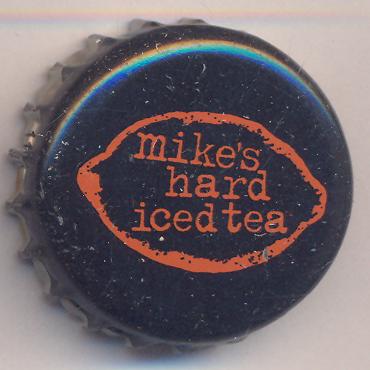 mike's
hard
iced tea